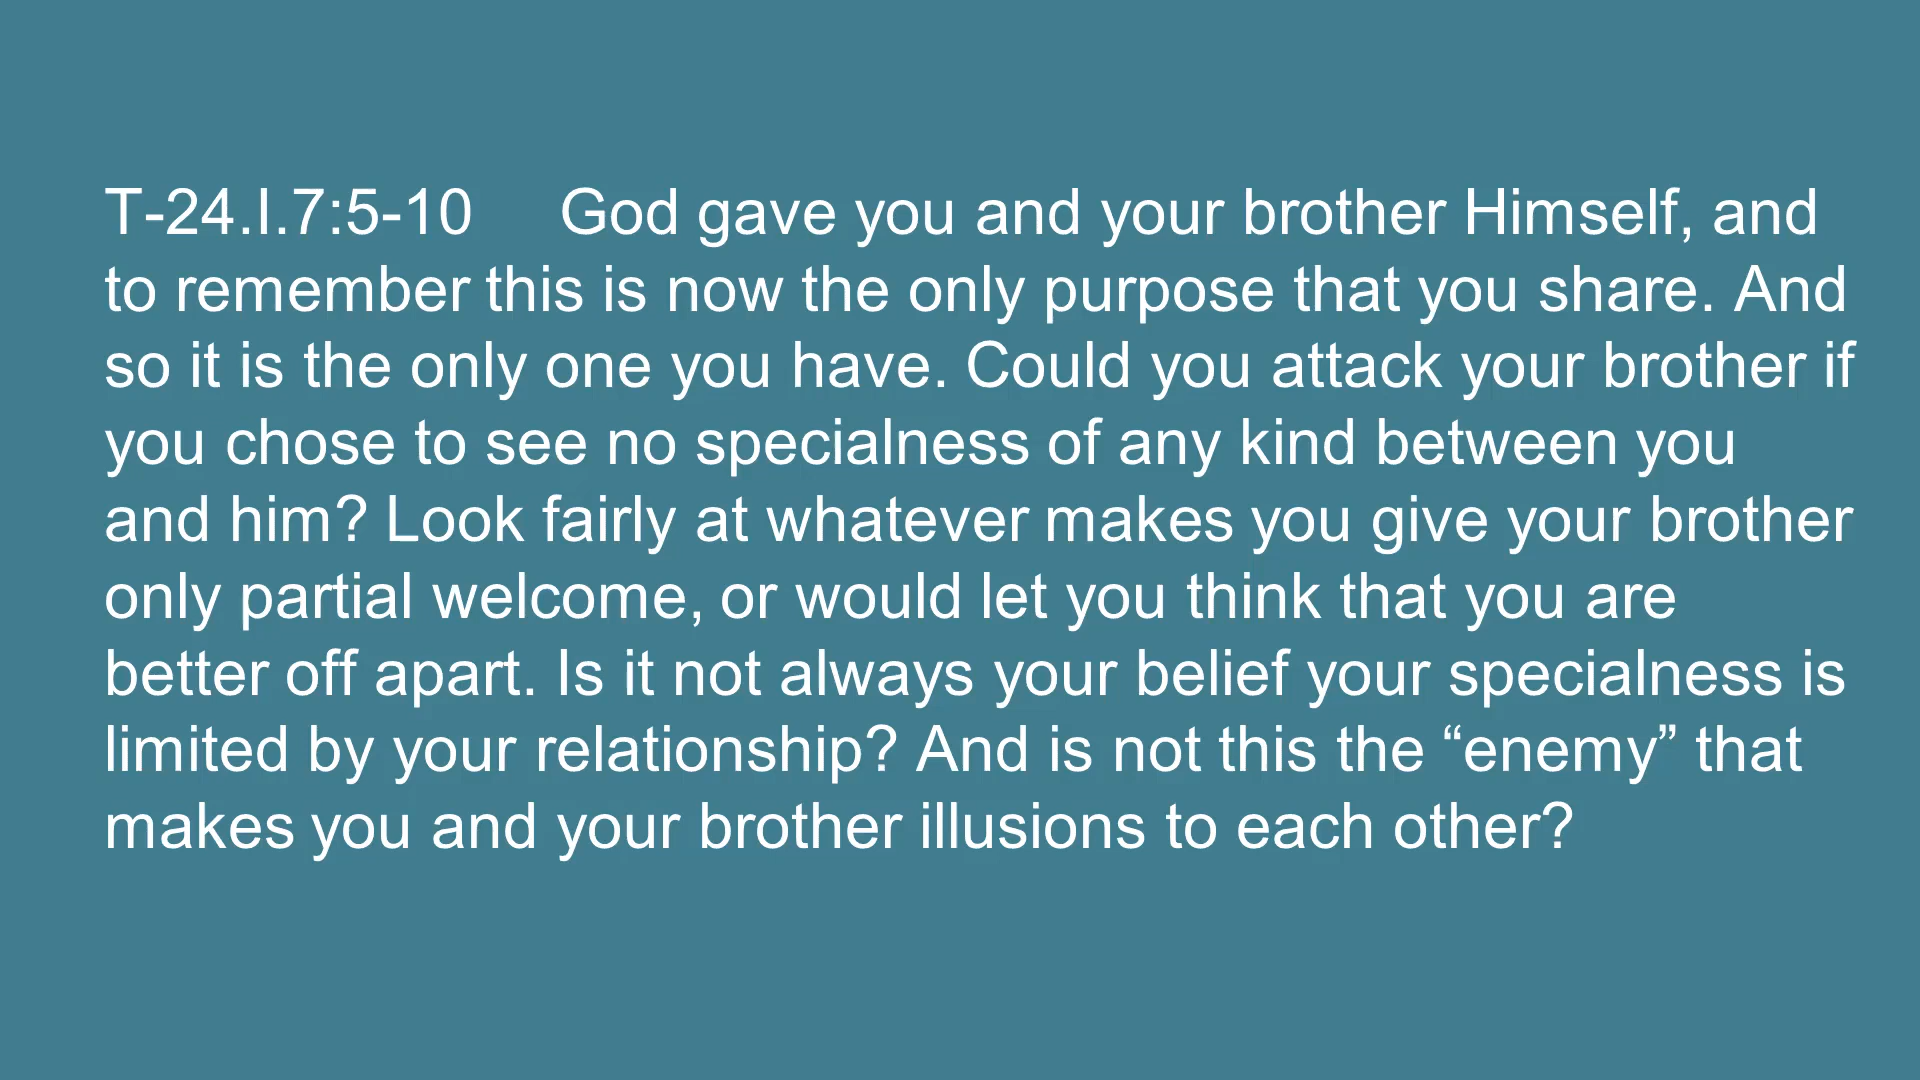 T-24.I.7:5-10 God gave you and your brother Himself, and
to remember this is now the only purpose that you share. And
so it is the only one you have. Could you attack your brother if
you chose to see no specialness of any kind between you
and him? Look fairly at whatever makes you give your brother
only partial welcome, or would let you think that you are
better off apart. Is it not always your belief your specialness is
limited by your relationship? And is not this the “enemy” that
makes you and your brother illusions to each other?